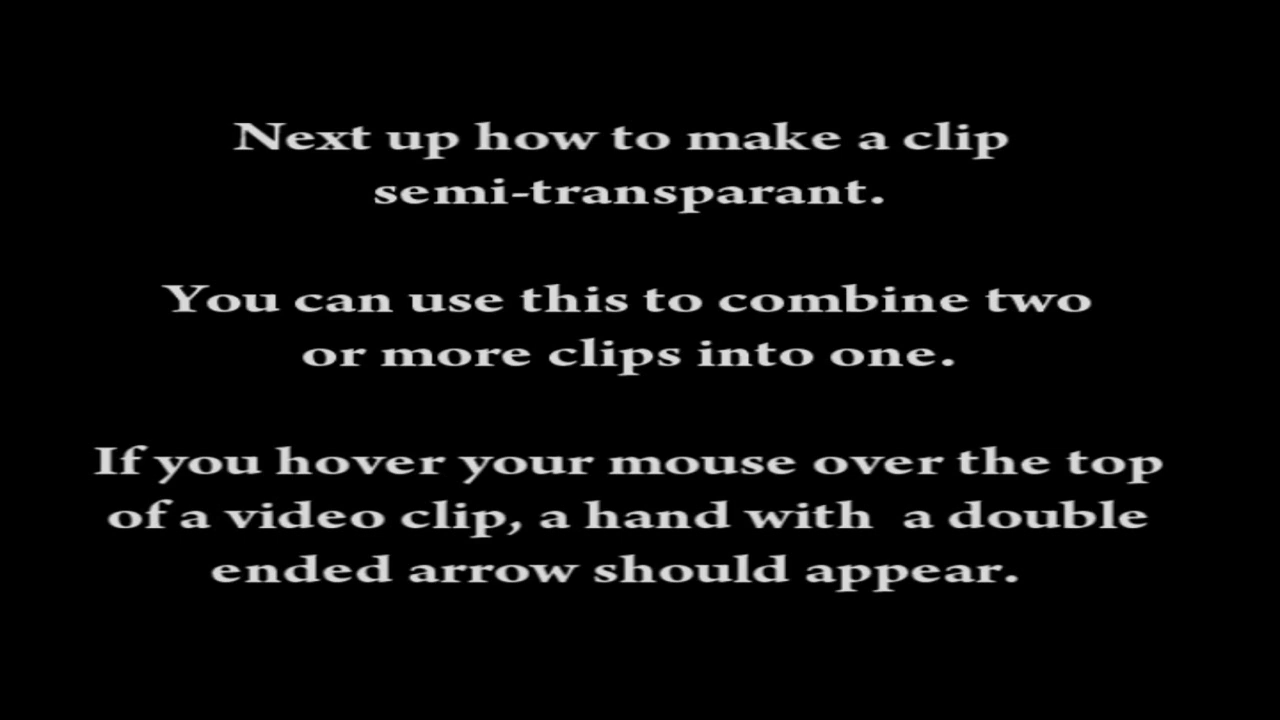 Next up how to make a clip
semi-transparant.
You can use this to combine two
or more clips into one.
If you hover your mouse over the top
of a video clip, a hand with  a double
ended arrow should appear.